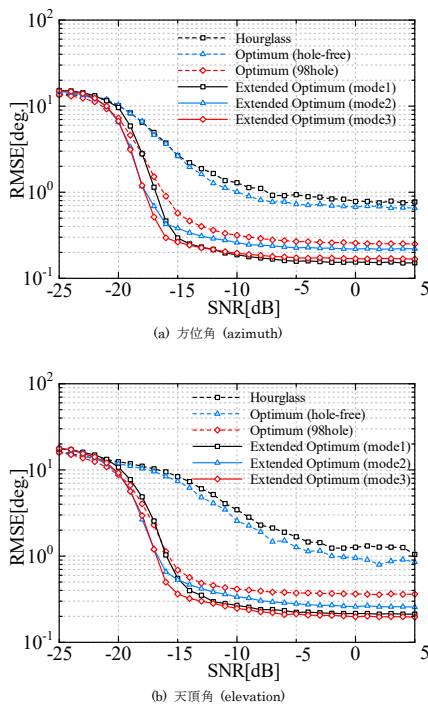 10²
Hourglass
Optimum (hole-free)
Optimum (98hole)
Extended Optimum (mode1)
Extended Optimum (mode2)
Extended Optimum (mode3)
10¹
RMSE[deg.]
10⁰
10⁻¹
-25 -20 -15 -10 -5 0 5
SNR[dB]
(a) 方位角 (azimuth)
10²
Hourglass
Optimum (hole-free)
Optimum (98hole)
Extended Optimum (mode1)
Extended Optimum (mode2)
Extended Optimum (mode3)
10¹
RMSE[deg.]
10⁰
10⁻¹
-25 -20 -15 -10 -5 0 5
SNR[dB]
(b) 天頂角 (elevation)